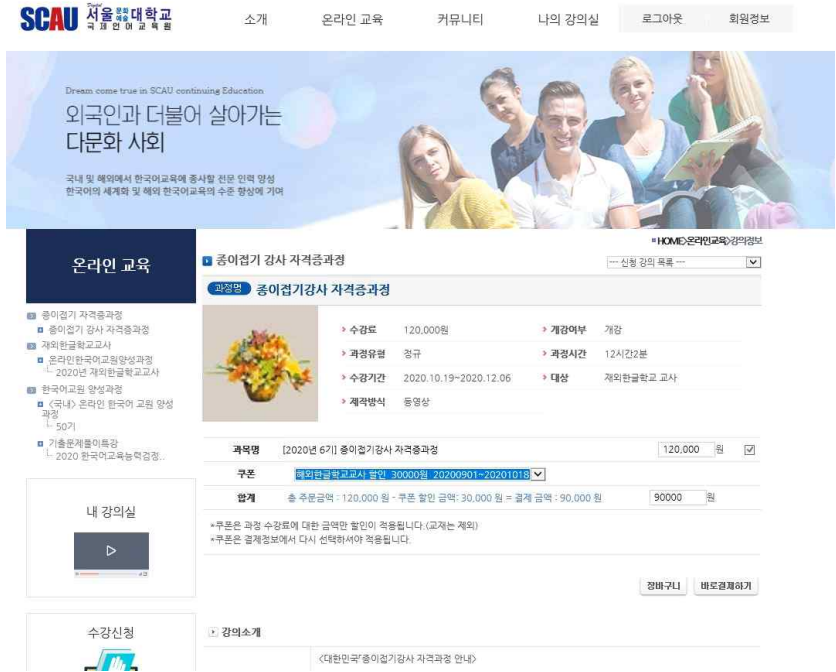 SCAU 서울문화예술대학교
국제언어교육원
소개 온라인 교육 커뮤니티 나의 강의실 로그아웃 회원정보
Dream come true in SCAU continuing Education
외국인과 더불어 살아가는
다문화 사회
국내 및 해외에서 한국어교육에 종사할 전문 인력 양성
한국어의 세계화 및 해외 한국어교육의 수준 향상에 기여
HOME>온라인교육>강의정보
온라인 교육
종이접기 강사 자격증과정
--- 신청 강의 목록 ---
과정명 종이접기강사 자격증과정
종이접기 자격증과정
종이접기 강사 자격증과정
재외한글학교교사
온라인한국어교원양성과정
2020년 재외한글학교교사
한국어교원 양성과정
<국내> 온라인 한국어 교원 양성
과정
50기
기출문제풀이특강
2020 한국어교육능력검정..
수강료 120,000원 개강여부 개강
과정유형 정규 과정시간 12시간2분
수강기간 2020.10.19~2020.12.06 대상 재외한글학교 교사
제작방식 동영상
과목명 [2020년 6기] 종이접기강사 자격증과정 120,000 원
쿠폰 해외한글학교교사 할인 30000원 20200901~20201018
합계 총 주문금액 : 120,000 원 - 쿠폰 할인 금액: 30,000 원 = 결제 금액 : 90,000 원 90000 원
*쿠폰은 과정 수강료에 대한 금액만 할인이 적용됩니다.(교재는 제외)
*쿠폰은 결제정보에서 다시 선택하셔야 적용됩니다.
장바구니 바로결제하기
내 강의실
수강신청
강의소개
<대한민국「종이접기강사 자격과정 안내>